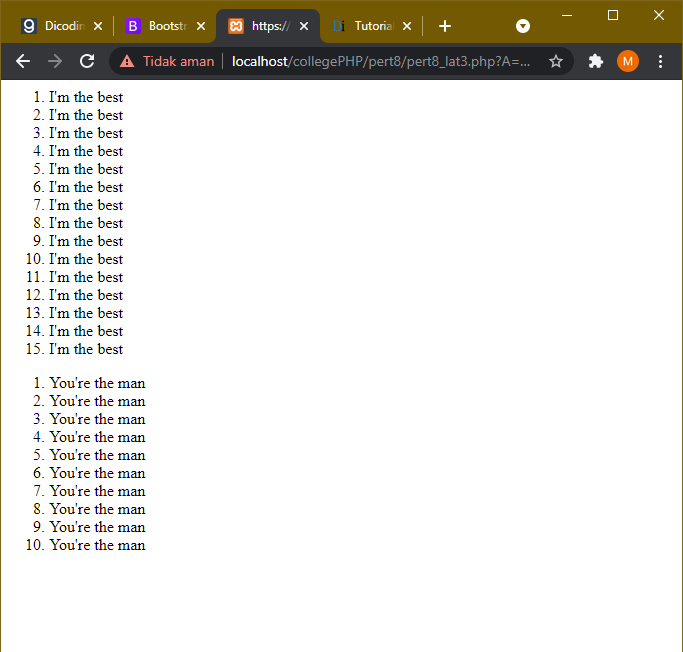 Dicodin
Bootstr
https://
Tutorial
Tidak aman
localhost/collegePHP/pert8/pert8_lat3.php?A=...
M
1. I'm the best
2. I'm the best
3. I'm the best
4. I'm the best
5. I'm the best
6. I'm the best
7. I'm the best
8. I'm the best
9. I'm the best
10. I'm the best
11. I'm the best
12. I'm the best
13. I'm the best
14. I'm the best
15. I'm the best
1. You're the man
2. You're the man
3. You're the man
4. You're the man
5. You're the man
6. You're the man
7. You're the man
8. You're the man
9. You're the man
10. You're the man